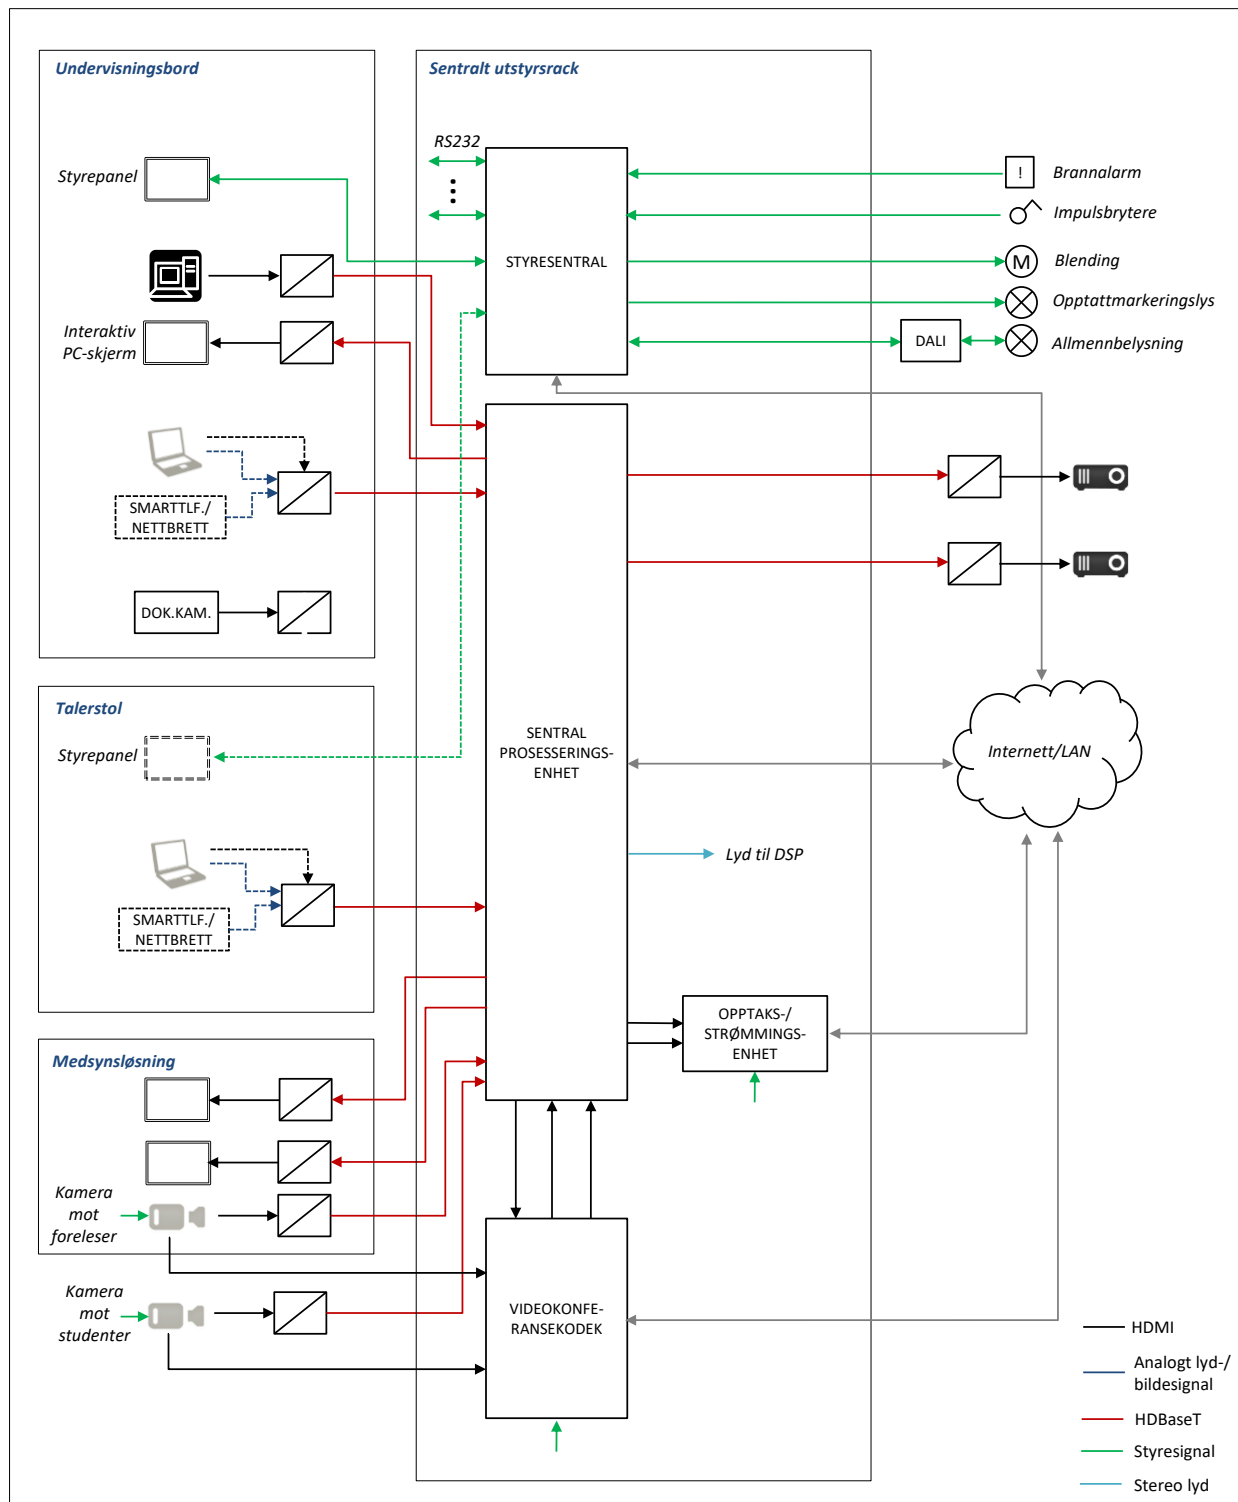 Undervisningsbord
Sentralt utstyrsrack
RS232
Styrepanel
Brannalarm
!
Impulsbrytere
STYRESENTRAL
M
Blending
Opptattmarkeringslys
Interaktiv
PC-skjerm
DALI
Allmennbelysning
SMARTTLF./
NETTBRETT
DOK.KAM.
Talerstol
Styrepanel
SENTRAL
PROSESSERINGS-
ENHET
Internett/LAN
Lyd til DSP
SMARTTLF./
NETTBRETT
OPPTAKS-/
STRØMMINGS-
ENHET
Medsynsløsning
Kamera
mot
foreleser
Kamera
mot
studenter
VIDEOKONFE-
RANSEKODEK
HDMI
Analogt lyd-/
bildesignal
HDBaseT
Styresignal
Stereo lyd